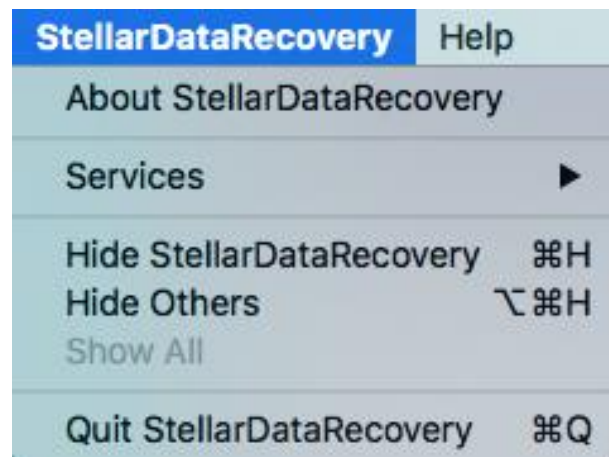 StellarDataRecovery Help
About StellarDataRecovery
Services ▶
Hide StellarDataRecovery ⌘H
Hide Others ⌥⌘H
Show All
Quit StellarDataRecovery ⌘Q